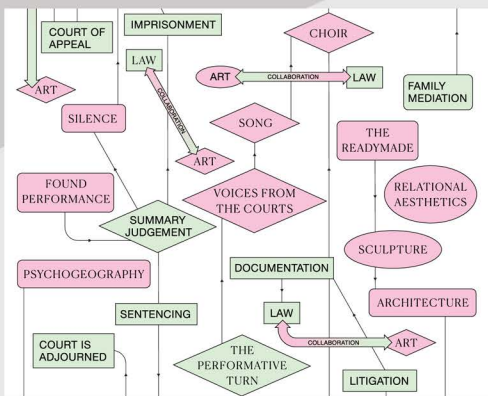 COURT OF
APPEAL
IMPRISONMENT
CHOIR
LAW
COLLABORATION
ART
ART
COLLABORATION
LAW
FAMILY
MEDIATION
ART
SILENCE
SONG
THE
READYMADE
FOUND
PERFORMANCE
VOICES FROM
THE COURTS
RELATIONAL
AESTHETICS
SUMMARY
JUDGEMENT
SCULPTURE
PSYCHOGEOGRAPHY
DOCUMENTATION
ARCHITECTURE
SENTENCING
LAW
COLLABORATION
ART
COURT IS
ADJOURNED
THE
PERFORMATIVE
TURN
LITIGATION